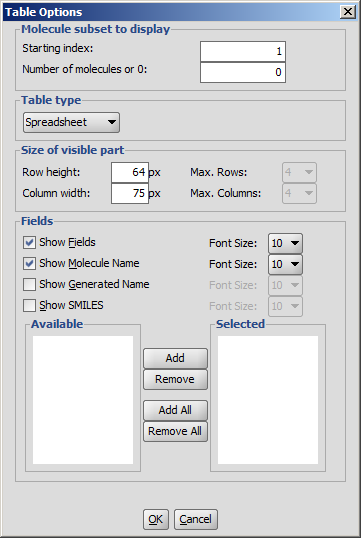 Table Options
Molecule subset to display
Starting index: 1
Number of molecules or 0: 0
Table type
Spreadsheet
Size of visible part
Row height: 64 px Max. Rows: 4
Column width: 75 px Max. Columns: 4
Fields
Show Fields Font Size: 10
Show Molecule Name Font Size: 10
Show Generated Name Font Size: 10
Show SMILES Font Size: 10
Available Selected
Add
Remove
Add All
Remove All
OK Cancel